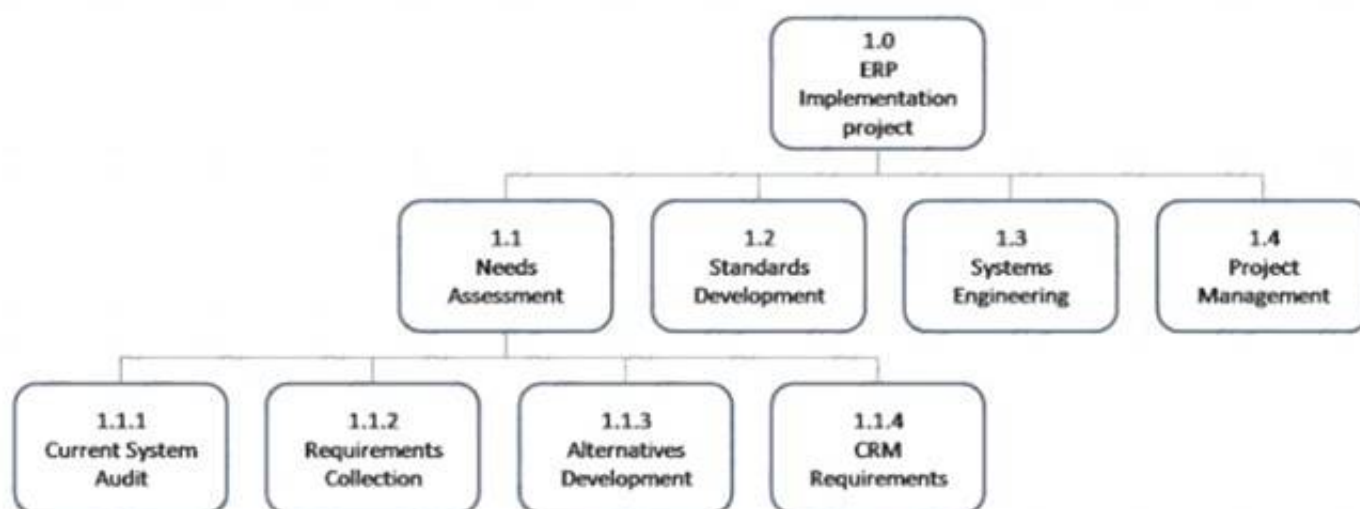 1.0
ERP
Implementation
project
1.1
Needs
Assessment
1.2
Standards
Development
1.3
Systems
Engineering
1.4
Project
Management
1.1.1
Current System
Audit
1.1.2
Requirements
Collection
1.1.3
Alternatives
Development
1.1.4
CRM
Requirements